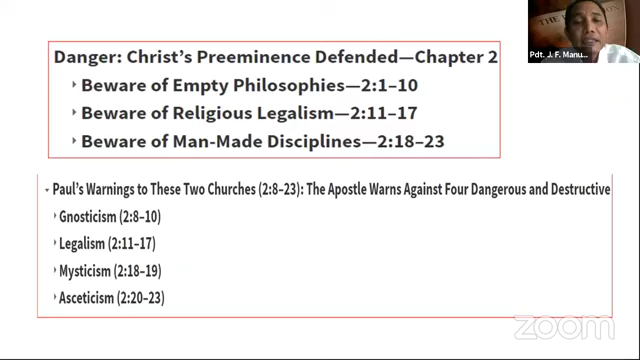 Danger: Christ's Preeminence Defended—Chapter 2
Beware of Empty Philosophies—2:1–10
Beware of Religious Legalism—2:11–17
Beware of Man-Made Disciplines—2:18–23
Paul's Warnings to These Two Churches (2:8–23): The Apostle Warns Against Four Dangerous and Destructive
Gnosticism (2:8–10)
Legalism (2:11–17)
Mysticism (2:18–19)
Asceticism (2:20–23)
Pdt. J. F. Manu...
zoom